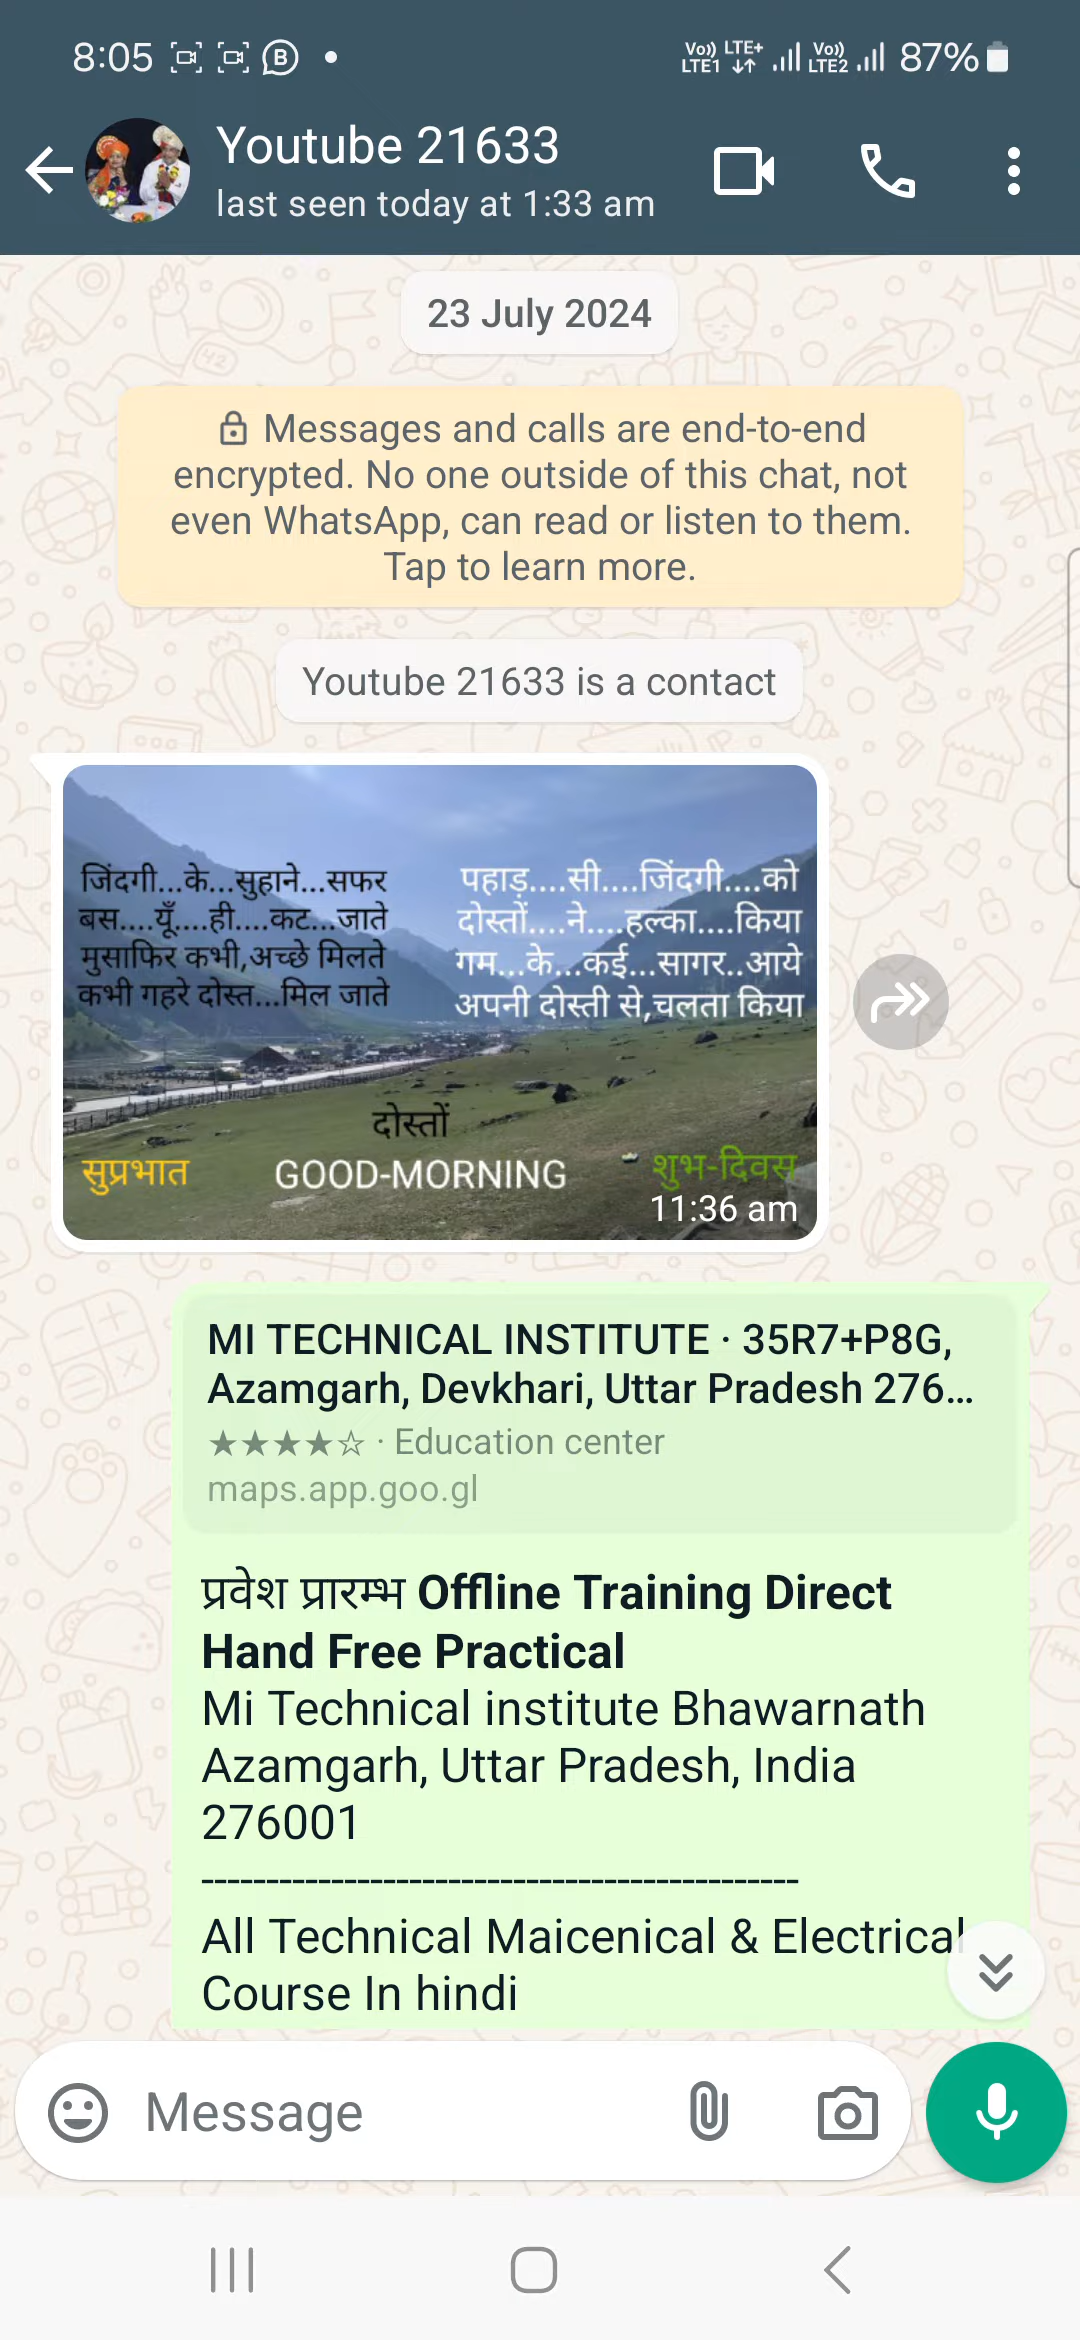 8:05
Vo)) LTE1 LTE+ Vo)) LTE2 87%
Youtube 21633
last seen today at 1:33 am
23 July 2024
Messages and calls are end-to-end
encrypted. No one outside of this chat, not
even WhatsApp, can read or listen to them.
Tap to learn more.
Youtube 21633 is a contact
जिंदगी...के...सुहाने...सफर
बस....यूँ....ही....कट...जाते
मुसाफिर कभी,अच्छे मिलते
कभी गहरे दोस्त...मिल जाते
पहाड़....सी....जिंदगी....को
दोस्तों....ने....हल्का....किया
गम...के...कई...सागर..आये
अपनी दोस्ती से,चलता किया
दोस्तों
सुप्रभात GOOD-MORNING शुभ-दिवस
11:36 am
MI TECHNICAL INSTITUTE · 35R7+P8G,
Azamgarh, Devkhari, Uttar Pradesh 276...
★★★★☆ · Education center
maps.app.goo.gl
प्रवेश प्रारम्भ Offline Training Direct
Hand Free Practical
Mi Technical institute Bhawarnath
Azamgarh, Uttar Pradesh, India
276001
----------------------------------------------
All Technical Maicenical & Electrical
Course In hindi
Message